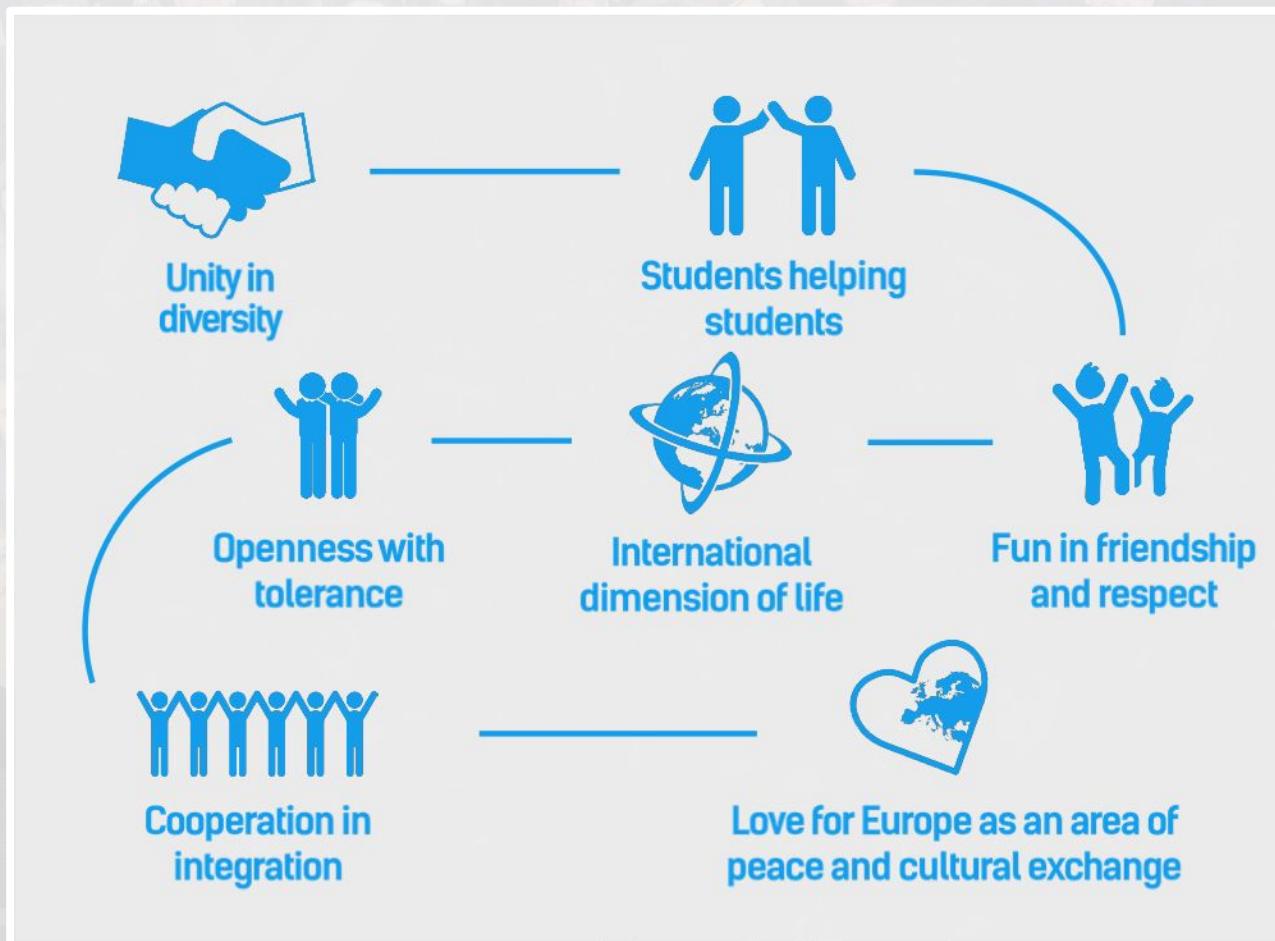 Unity in
diversity
Students helping
students
Openness with
tolerance
International
dimension of life
Fun in friendship
and respect
Cooperation in
integration
Love for Europe as an area of
peace and cultural exchange